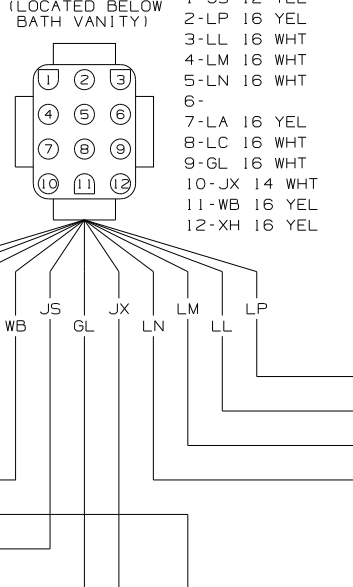 (LOCATED BELOW
BATH VANITY)
2-LP 16 YEL
3-LL 16 WHT
4-LM 16 WHT
5-LN 16 WHT
6-
7-LA 16 YEL
8-LC 16 WHT
9-GL 16 WHT
10-JX 14 WHT
11-WB 16 YEL
12-XH 16 YEL
1 2 3
4 5 6
7 8 9
10 11 12
JS JX LM LP
WB GL LN LL